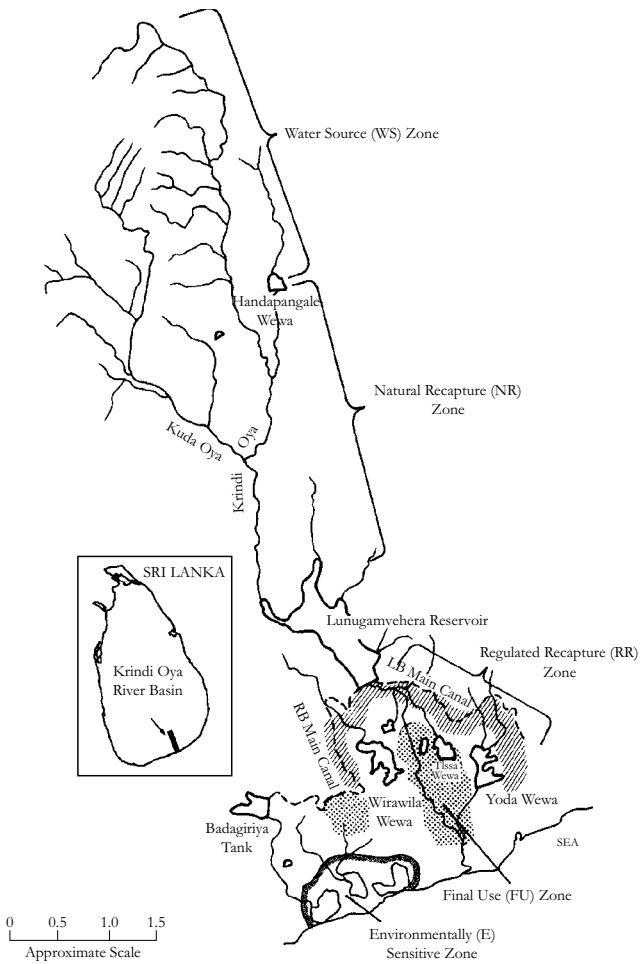 Water Source (WS) Zone
Handapangale
Wewa
Natural Recapture (NR)
Zone
Kuda Oya
Oya
Krindi
SRI LANKA
Krindi Oya
River Basin
Lunugamvehera Reservoir
Regulated Recapture (RR)
Zone
LB Main Canal
RB Main Canal
Tissa
Wewa
Wirawila
Wewa
Yoda Wewa
Badagiriya
Tank
SEA
Final Use (FU) Zone
Environmentally (E)
Sensitive Zone
0 0.5 1.0 1.5
Approximate Scale